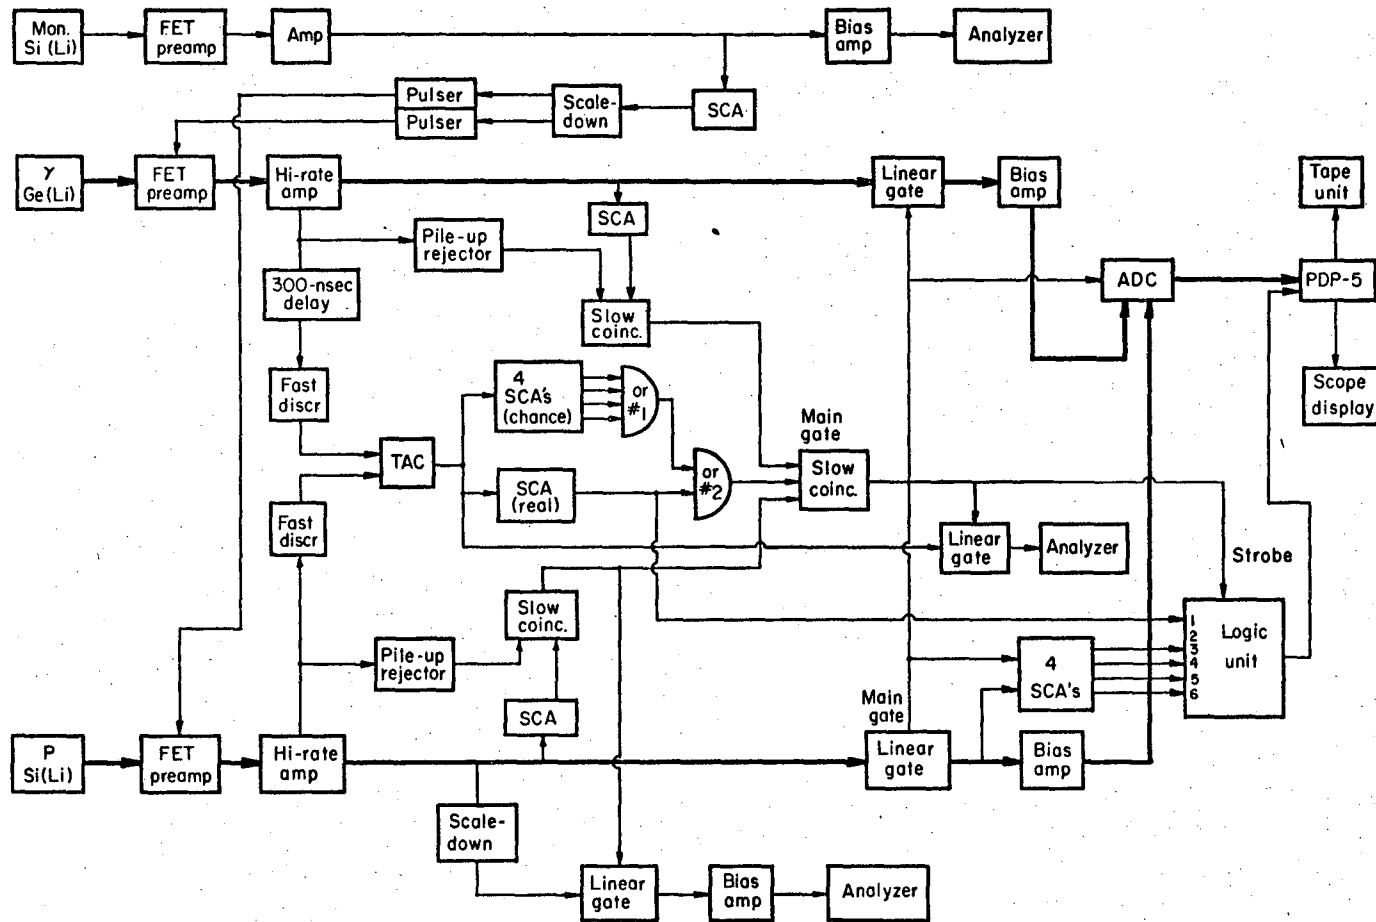 Mon.
Si (Li)
FET
preamp
Amp
Bias
amp
Analyzer
Pulser
Pulser
Scale-
down
SCA
γ
Ge(Li)
FET
preamp
Hi-rate
amp
SCA
Linear
gate
Bias
amp
Tape
unit
Pile-up
rejector
300-nsec
delay
Slow
coinc.
ADC
PDP-5
Fast
discr
4
SCA's
(chance)
or
#1
Scope
display
TAC
Main
gate
SCA
(real)
or
#2
Slow
coinc.
Fast
discr
Linear
gate
Analyzer
Strobe
Slow
coinc.
Pile-up
rejector
SCA
4
SCA's
1
2
3
4
5
6
Logic
unit
Main
gate
P
Si(Li)
FET
preamp
Hi-rate
amp
Linear
gate
Bias
amp
Scale-
down
Linear
gate
Bias
amp
Analyzer